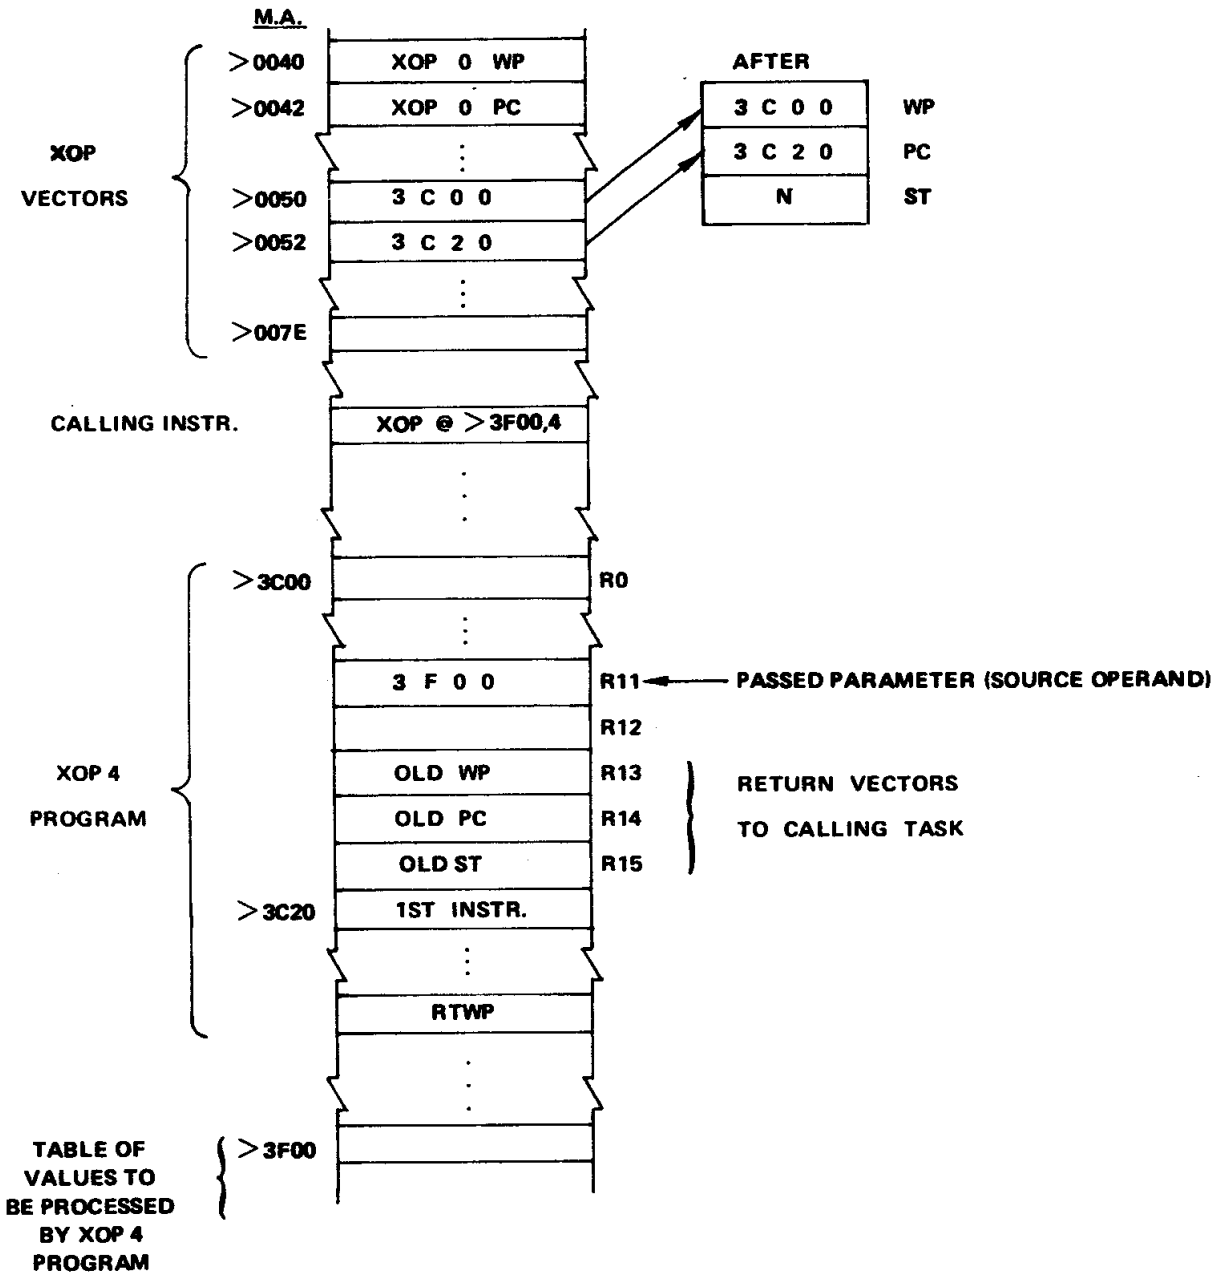 M.A.
>0040 XOP 0 WP
>0042 XOP 0 PC
XOP
VECTORS
>0050 3 C 0 0
>0052 3 C 2 0
>007E
AFTER
3 C 0 0 WP
3 C 2 0 PC
N ST
CALLING INSTR. XOP @ >3F00,4
>3C00 R0
3 F 0 0 R11 PASSED PARAMETER (SOURCE OPERAND)
R12
XOP 4
PROGRAM
OLD WP R13
OLD PC R14
OLD ST R15
RETURN VECTORS
TO CALLING TASK
>3C20 1ST INSTR.
RTWP
>3F00
TABLE OF
VALUES TO
BE PROCESSED
BY XOP 4
PROGRAM